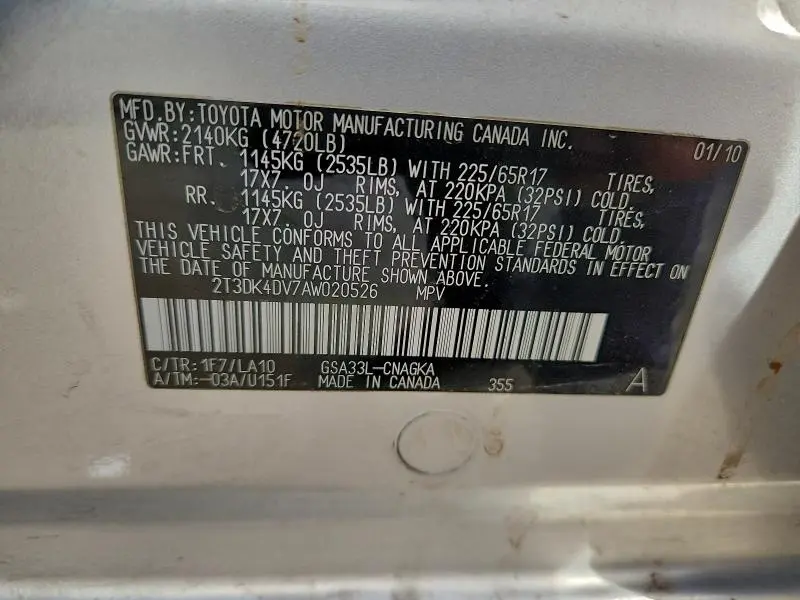 MFD.BY:TOYOTA MOTOR MANUFACTURING CANADA INC.
GVWR:2140KG (4720LB) 01/10
GAWR:FRT. 1145KG (2535LB) WITH 225/65R17 TIRES,
17X7.0J RIMS, AT 220KPA (32PSI) COLD.
RR. 1145KG (2535LB) WITH 225/65R17 TIRES,
17X7.0J RIMS, AT 220KPA (32PSI) COLD.
THIS VEHICLE CONFORMS TO ALL APPLICABLE FEDERAL MOTOR
VEHICLE SAFETY AND THEFT PREVENTION STANDARDS IN EFFECT ON
THE DATE OF MANUFACTURE SHOWN ABOVE.
2T3DK4DV7AW020526 MPV
C/TR:1F7/LA10 GSA33L-CNAGKA
A/TM:-03A/U151F MADE IN CANADA 355 A